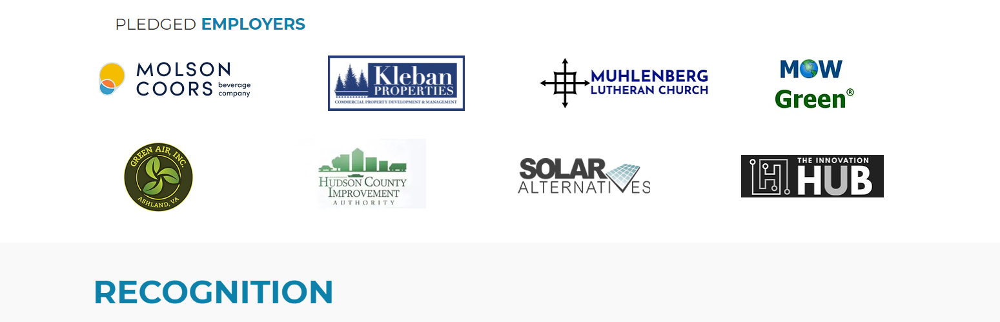 PLEDGED EMPLOYERS
MOLSON
COORS beverage
company
Kleban
PROPERTIES
COMMERCIAL PROPERTY DEVELOPMENT & MANAGEMENT
MUHLENBERG
LUTHERAN CHURCH
MOW
Green®
GREEN AIR, INC.
ASHLAND, VA
HUDSON COUNTY
IMPROVEMENT
AUTHORITY
SOLAR
ALTERNATIVES
THE INNOVATION
HUB
RECOGNITION